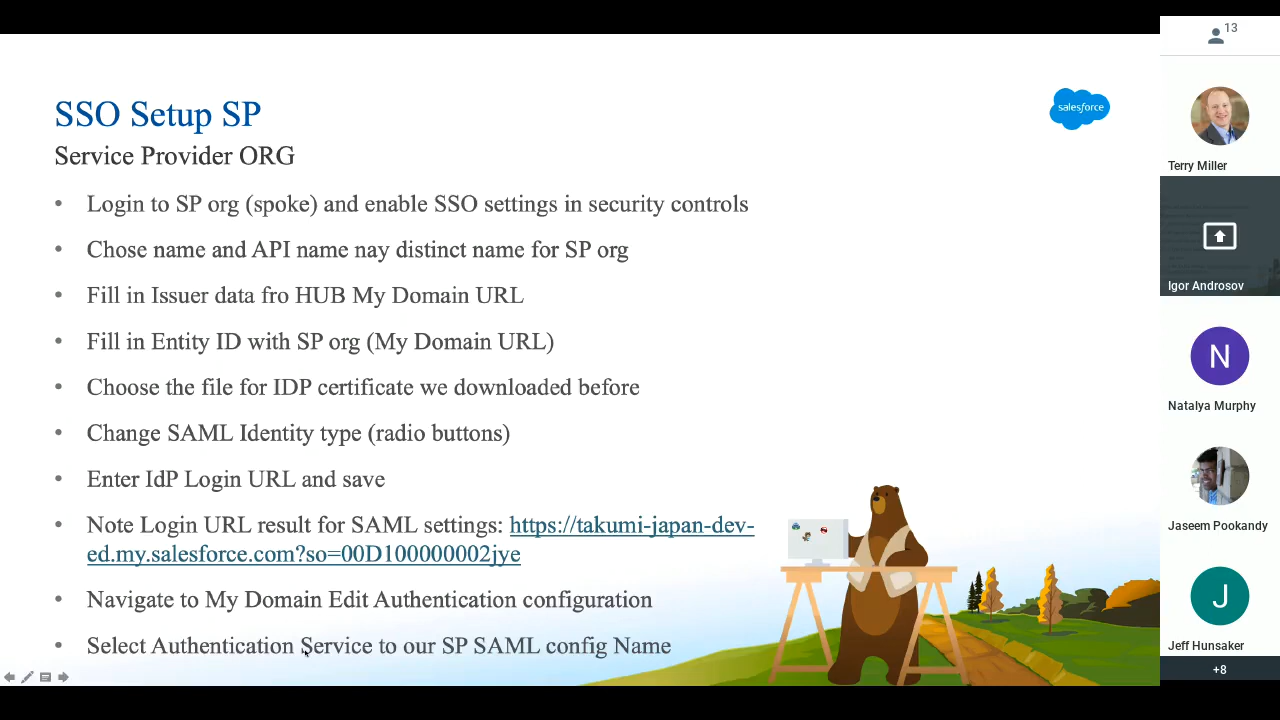 SSO Setup SP
salesforce
Service Provider ORG
• Login to SP org (spoke) and enable SSO settings in security controls
• Chose name and API name nay distinct name for SP org
• Fill in Issuer data fro HUB My Domain URL
• Fill in Entity ID with SP org (My Domain URL)
• Choose the file for IDP certificate we downloaded before
• Change SAML Identity type (radio buttons)
• Enter IdP Login URL and save
• Note Login URL result for SAML settings: https://takumi-japan-dev-
ed.my.salesforce.com?so=00D100000002jye
• Navigate to My Domain Edit Authentication configuration
• Select Authentication Service to our SP SAML config Name
13
Terry Miller
Igor Androsov
N
Natalya Murphy
Jaseem Pookandy
J
Jeff Hunsaker
+8